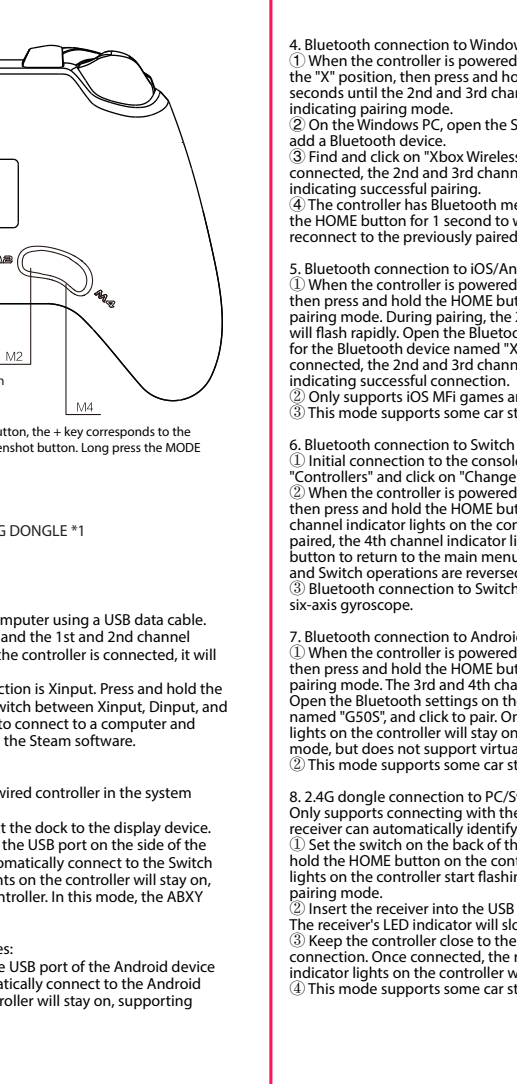 M2
M4
M4
utton, the + key corresponds to the
enshot button. Long press the MODE
G DONGLE *1
mputer using a USB data cable.
and the 1st and 2nd channel
he controller is connected, it will
ction is Xinput. Press and hold the
witch between Xinput, Dinput, and
to connect to a computer and
the Steam software.
wired controller in the system
t the dock to the display device.
the USB port on the side of the
omatically connect to the Switch
hts on the controller will stay on,
ntroller. In this mode, the ABXY
es:
e USB port of the Android device
atically connect to the Android
roller will stay on, supporting
4. Bluetooth connection to Window
① When the controller is powered
the "X" position, then press and ho
seconds until the 2nd and 3rd chan
indicating pairing mode.
② On the Windows PC, open the S
add a Bluetooth device.
③ Find and click on "Xbox Wireless
connected, the 2nd and 3rd channe
indicating successful pairing.
④ The controller has Bluetooth me
the HOME button for 1 second to w
reconnect to the previously paired
5. Bluetooth connection to iOS/An
① When the controller is powered
then press and hold the HOME butt
pairing mode. During pairing, the 2
will flash rapidly. Open the Bluetoo
for the Bluetooth device named "X
connected, the 2nd and 3rd channe
indicating successful connection.
② Only supports iOS MFi games an
③ This mode supports some car st
6. Bluetooth connection to Switch
① Initial connection to the console
"Controllers" and click on "Change
② When the controller is powered
then press and hold the HOME butt
channel indicator lights on the con
paired, the 4th channel indicator li
button to return to the main menu
and Switch operations are reversed
③ Bluetooth connection to Switch
six-axis gyroscope.
7. Bluetooth connection to Android
① When the controller is powered
then press and hold the HOME butt
pairing mode. The 3rd and 4th chan
Open the Bluetooth settings on the
named "G50S", and click to pair. On
lights on the controller will stay on
mode, but does not support virtua
② This mode supports some car st
8. 2.4G dongle connection to PC/S
Only supports connecting with the
receiver can automatically identify
① Set the switch on the back of th
hold the HOME button on the cont
lights on the controller start flashin
pairing mode.
② Insert the receiver into the USB
The receiver's LED indicator will slo
③ Keep the controller close to the
connection. Once connected, the r
indicator lights on the controller w
④ This mode supports some car st